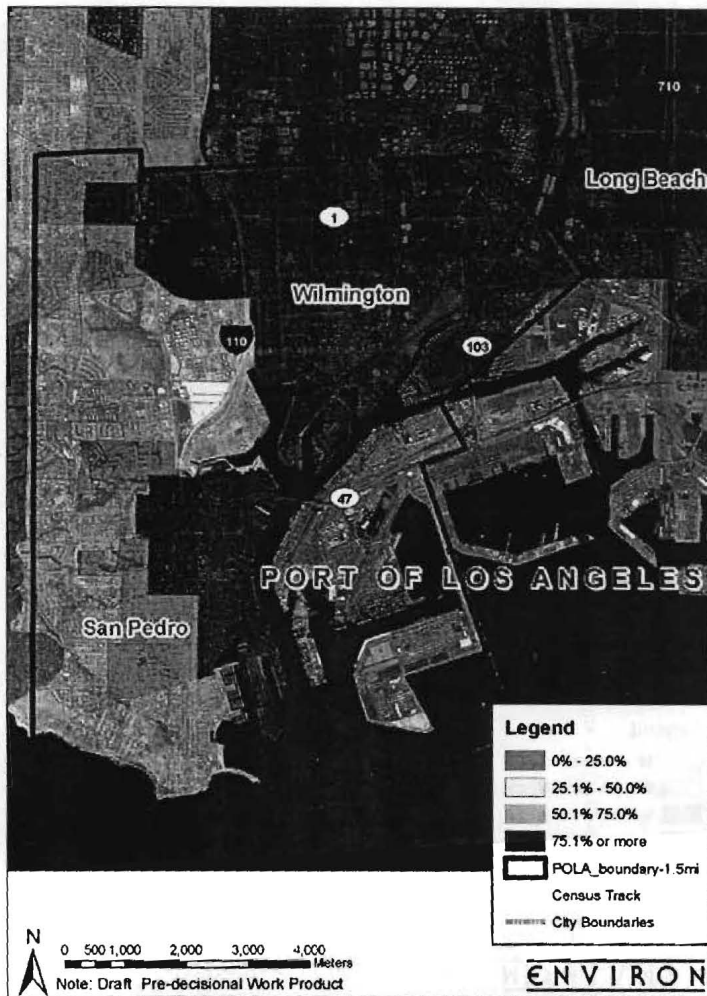 710
Long Beach
1
Wilmington
110
103
47
PORT OF LOS ANGELES
San Pedro
Legend
0% - 25.0%
25.1% - 50.0%
50.1% 75.0%
75.1% or more
POLA_boundary-1.5mi
Census Track
City Boundaries
N
0 500 1,000 2,000 3,000 4,000
Meters
Note: Draft Pre-decisional Work Product
ENVIRON